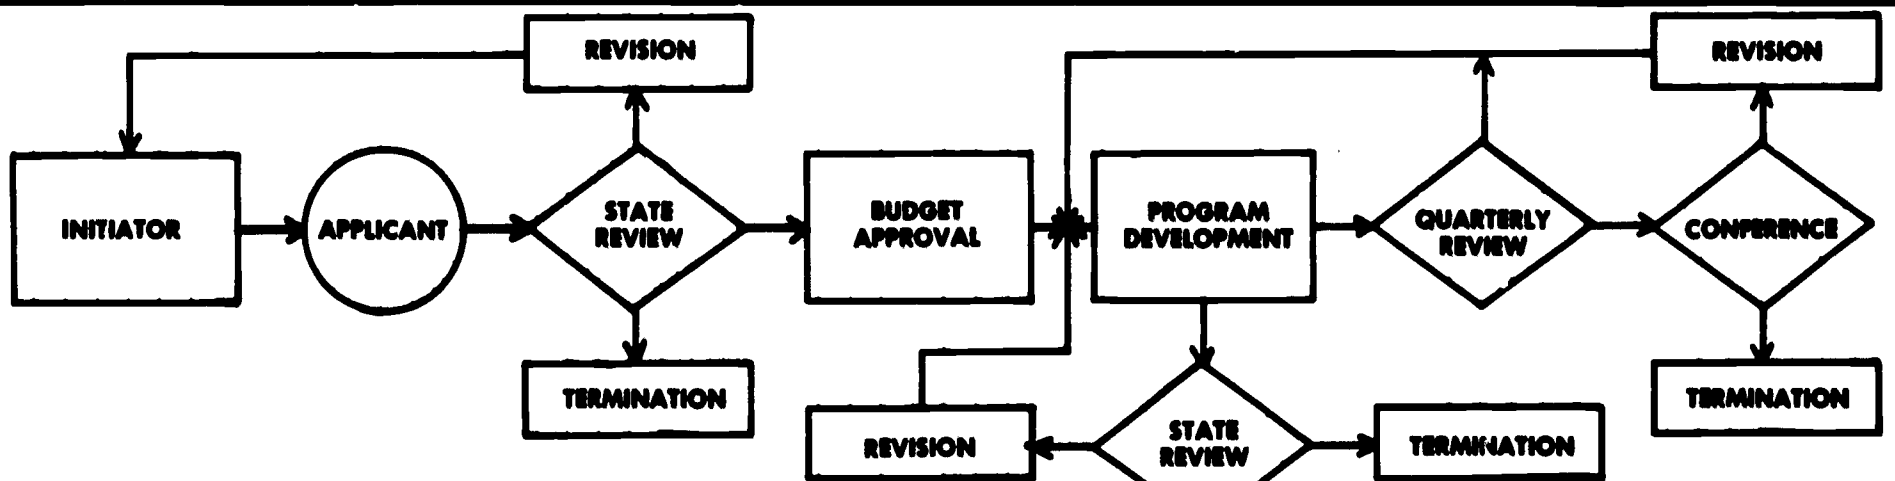 REVISION
REVISION
INITIATOR
APPLICANT
STATE
REVIEW
BUDGET
APPROVAL
PROGRAM
DEVELOPMENT
QUARTERLY
REVIEW
CONFERENCE
TERMINATION
TERMINATION
REVISION
STATE
REVIEW
TERMINATION